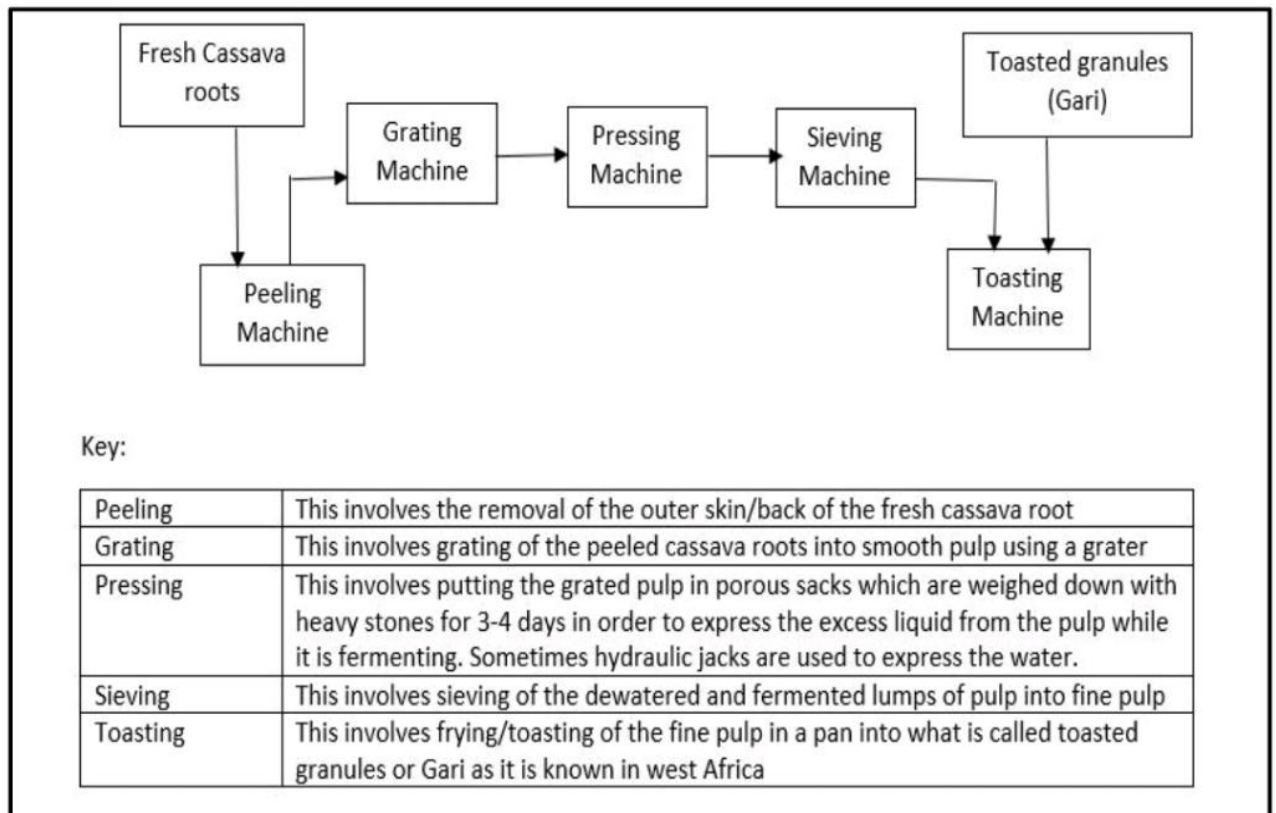 Fresh Cassava
roots
Toasted granules
(Gari)
Grating
Machine
Pressing
Machine
Sieving
Machine
Peeling
Machine
Toasting
Machine
Key:
Peeling This involves the removal of the outer skin/back of the fresh cassava root
Grating This involves grating of the peeled cassava roots into smooth pulp using a grater
Pressing This involves putting the grated pulp in porous sacks which are weighed down with
heavy stones for 3-4 days in order to express the excess liquid from the pulp while
it is fermenting. Sometimes hydraulic jacks are used to express the water.
Sieving This involves sieving of the dewatered and fermented lumps of pulp into fine pulp
Toasting This involves frying/toasting of the fine pulp in a pan into what is called toasted
granules or Gari as it is known in west Africa